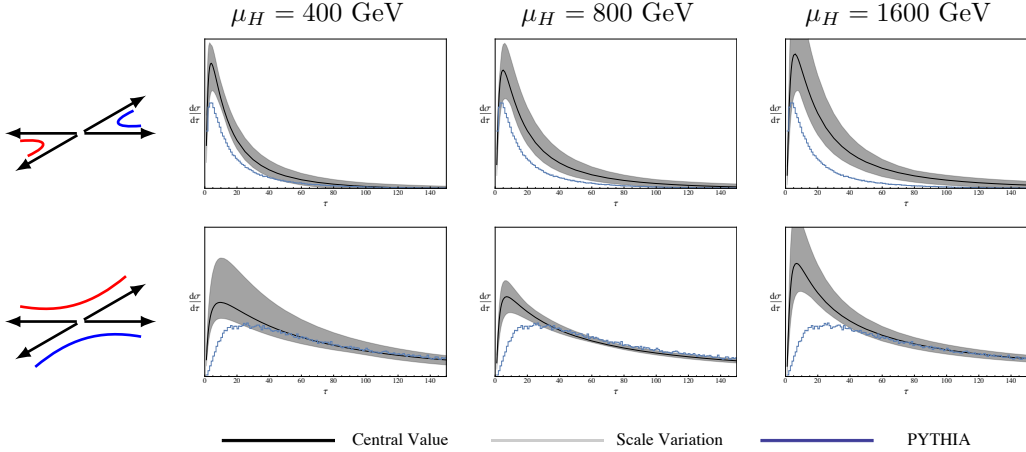 μ_H = 400 GeV μ_H = 800 GeV μ_H = 1600 GeV
dσ/dτ dσ/dτ dσ/dτ
0 20 40 60 80 100 120 140 0 20 40 60 80 100 120 140 0 20 40 60 80 100 120 140
τ τ τ
dσ/dτ dσ/dτ dσ/dτ
0 20 40 60 80 100 120 140 0 20 40 60 80 100 120 140 0 20 40 60 80 100 120 140
τ τ τ
Central Value Scale Variation PYTHIA